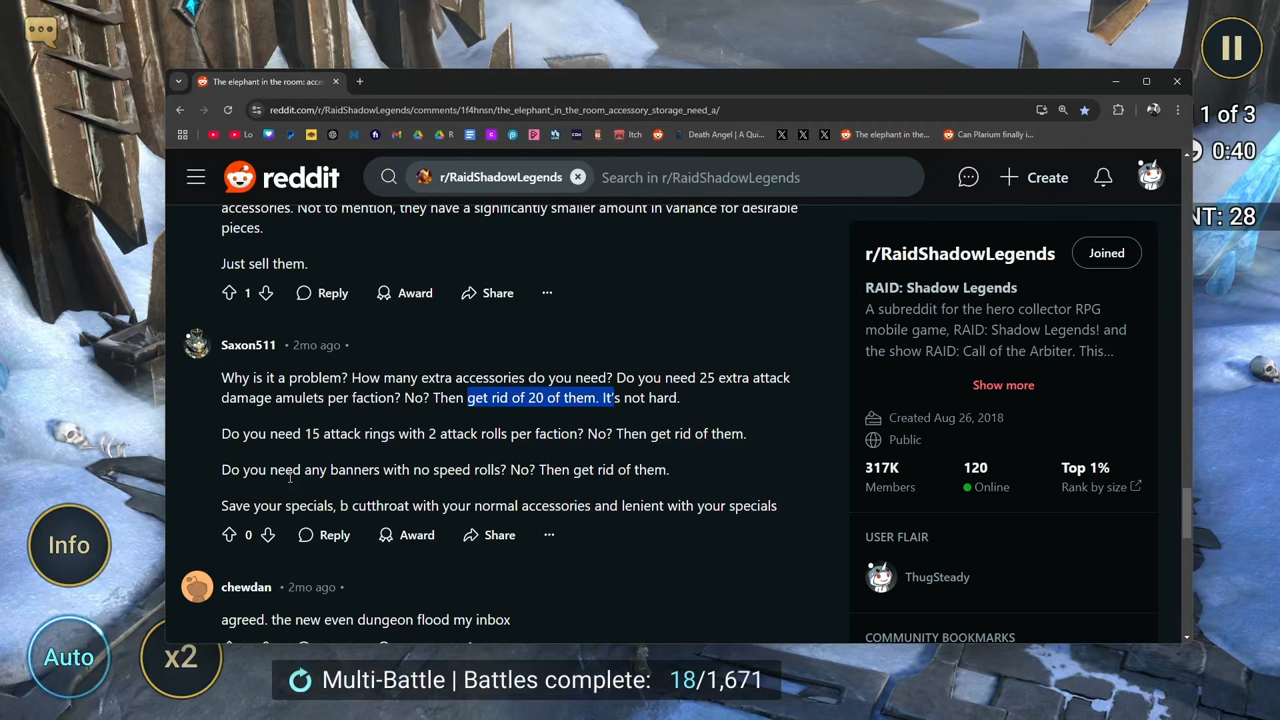 The elephant in the room: acce
reddit.com/r/RaidShadowLegends/comments/1f4hnsn/the_elephant_in_the_room_accessory_storage_need_a/
Lo
R
Itch
Death Angel | A Qui...
The elephant in the...
Can Plarium finally i...
1 of 3
0:40
NT: 28
reddit
r/RaidShadowLegends
Search in r/RaidShadowLegends
Create
accessories. Not to mention, they have a significantly smaller amount in variance for desirable
pieces.
Just sell them.
1
Reply
Award
Share
Saxon511 • 2mo ago •
Why is it a problem? How many extra accessories do you need? Do you need 25 extra attack
damage amulets per faction? No? Then get rid of 20 of them. It's not hard.
Do you need 15 attack rings with 2 attack rolls per faction? No? Then get rid of them.
Do you need any banners with no speed rolls? No? Then get rid of them.
Save your specials, b cutthroat with your normal accessories and lenient with your specials
0
Reply
Award
Share
chewdan • 2mo ago •
agreed. the new even dungeon flood my inbox
r/RaidShadowLegends
Joined
RAID: Shadow Legends
A subreddit for the hero collector RPG
mobile game, RAID: Shadow Legends! and
the show RAID: Call of the Arbiter. This...
Show more
Created Aug 26, 2018
Public
317K
Members
120
Online
Top 1%
Rank by size
USER FLAIR
ThugSteady
COMMUNITY BOOKMARKS
Info
Auto
x2
Multi-Battle | Battles complete: 18/1,671